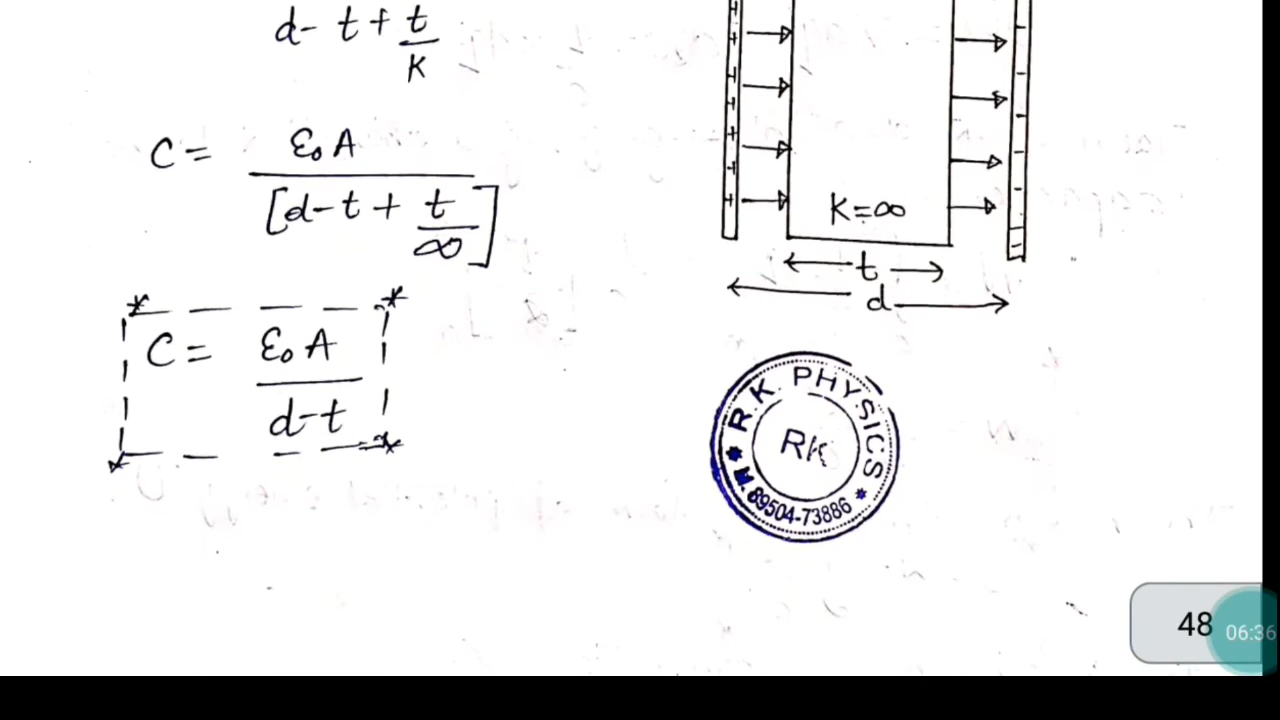 d - t + t/K
C = ε₀A / [d - t + t/∞]
C = ε₀A / d - t
K = ∞
t
d
R.K. PHYSICS
RK
M. 89504-73886
48
06:36